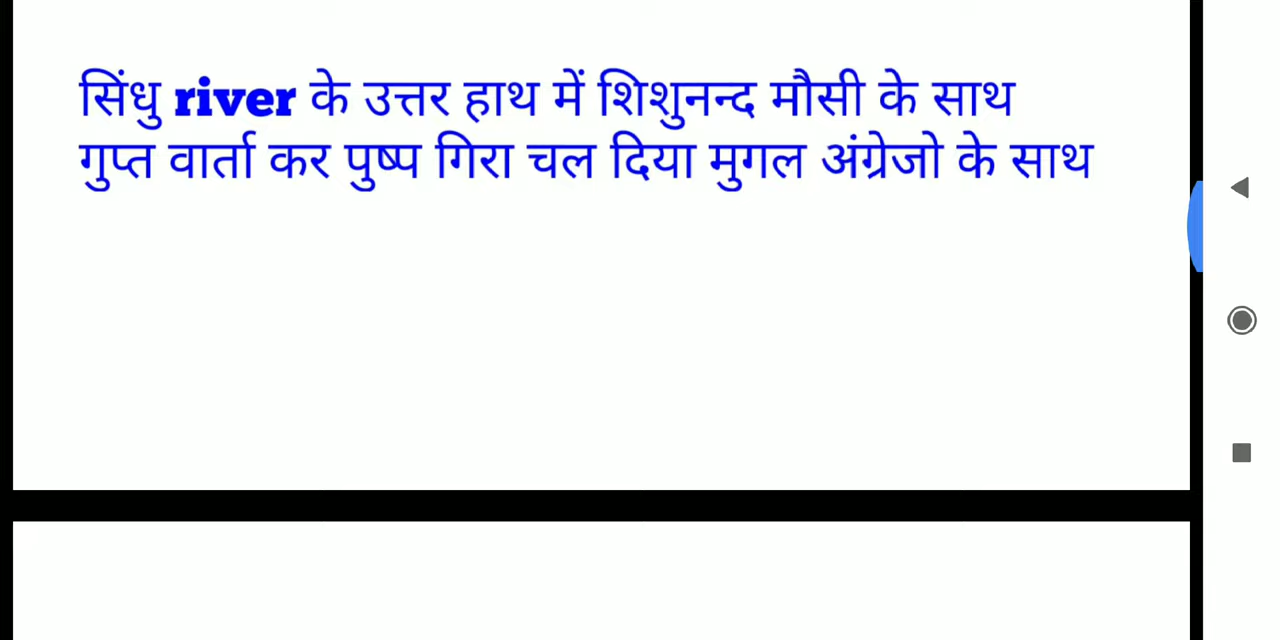 सिंधु river के उत्तर हाथ में शिशुनन्द मौसी के साथ
गुप्त वार्ता कर पुष्प गिरा चल दिया मुगल अंग्रेजो के साथ